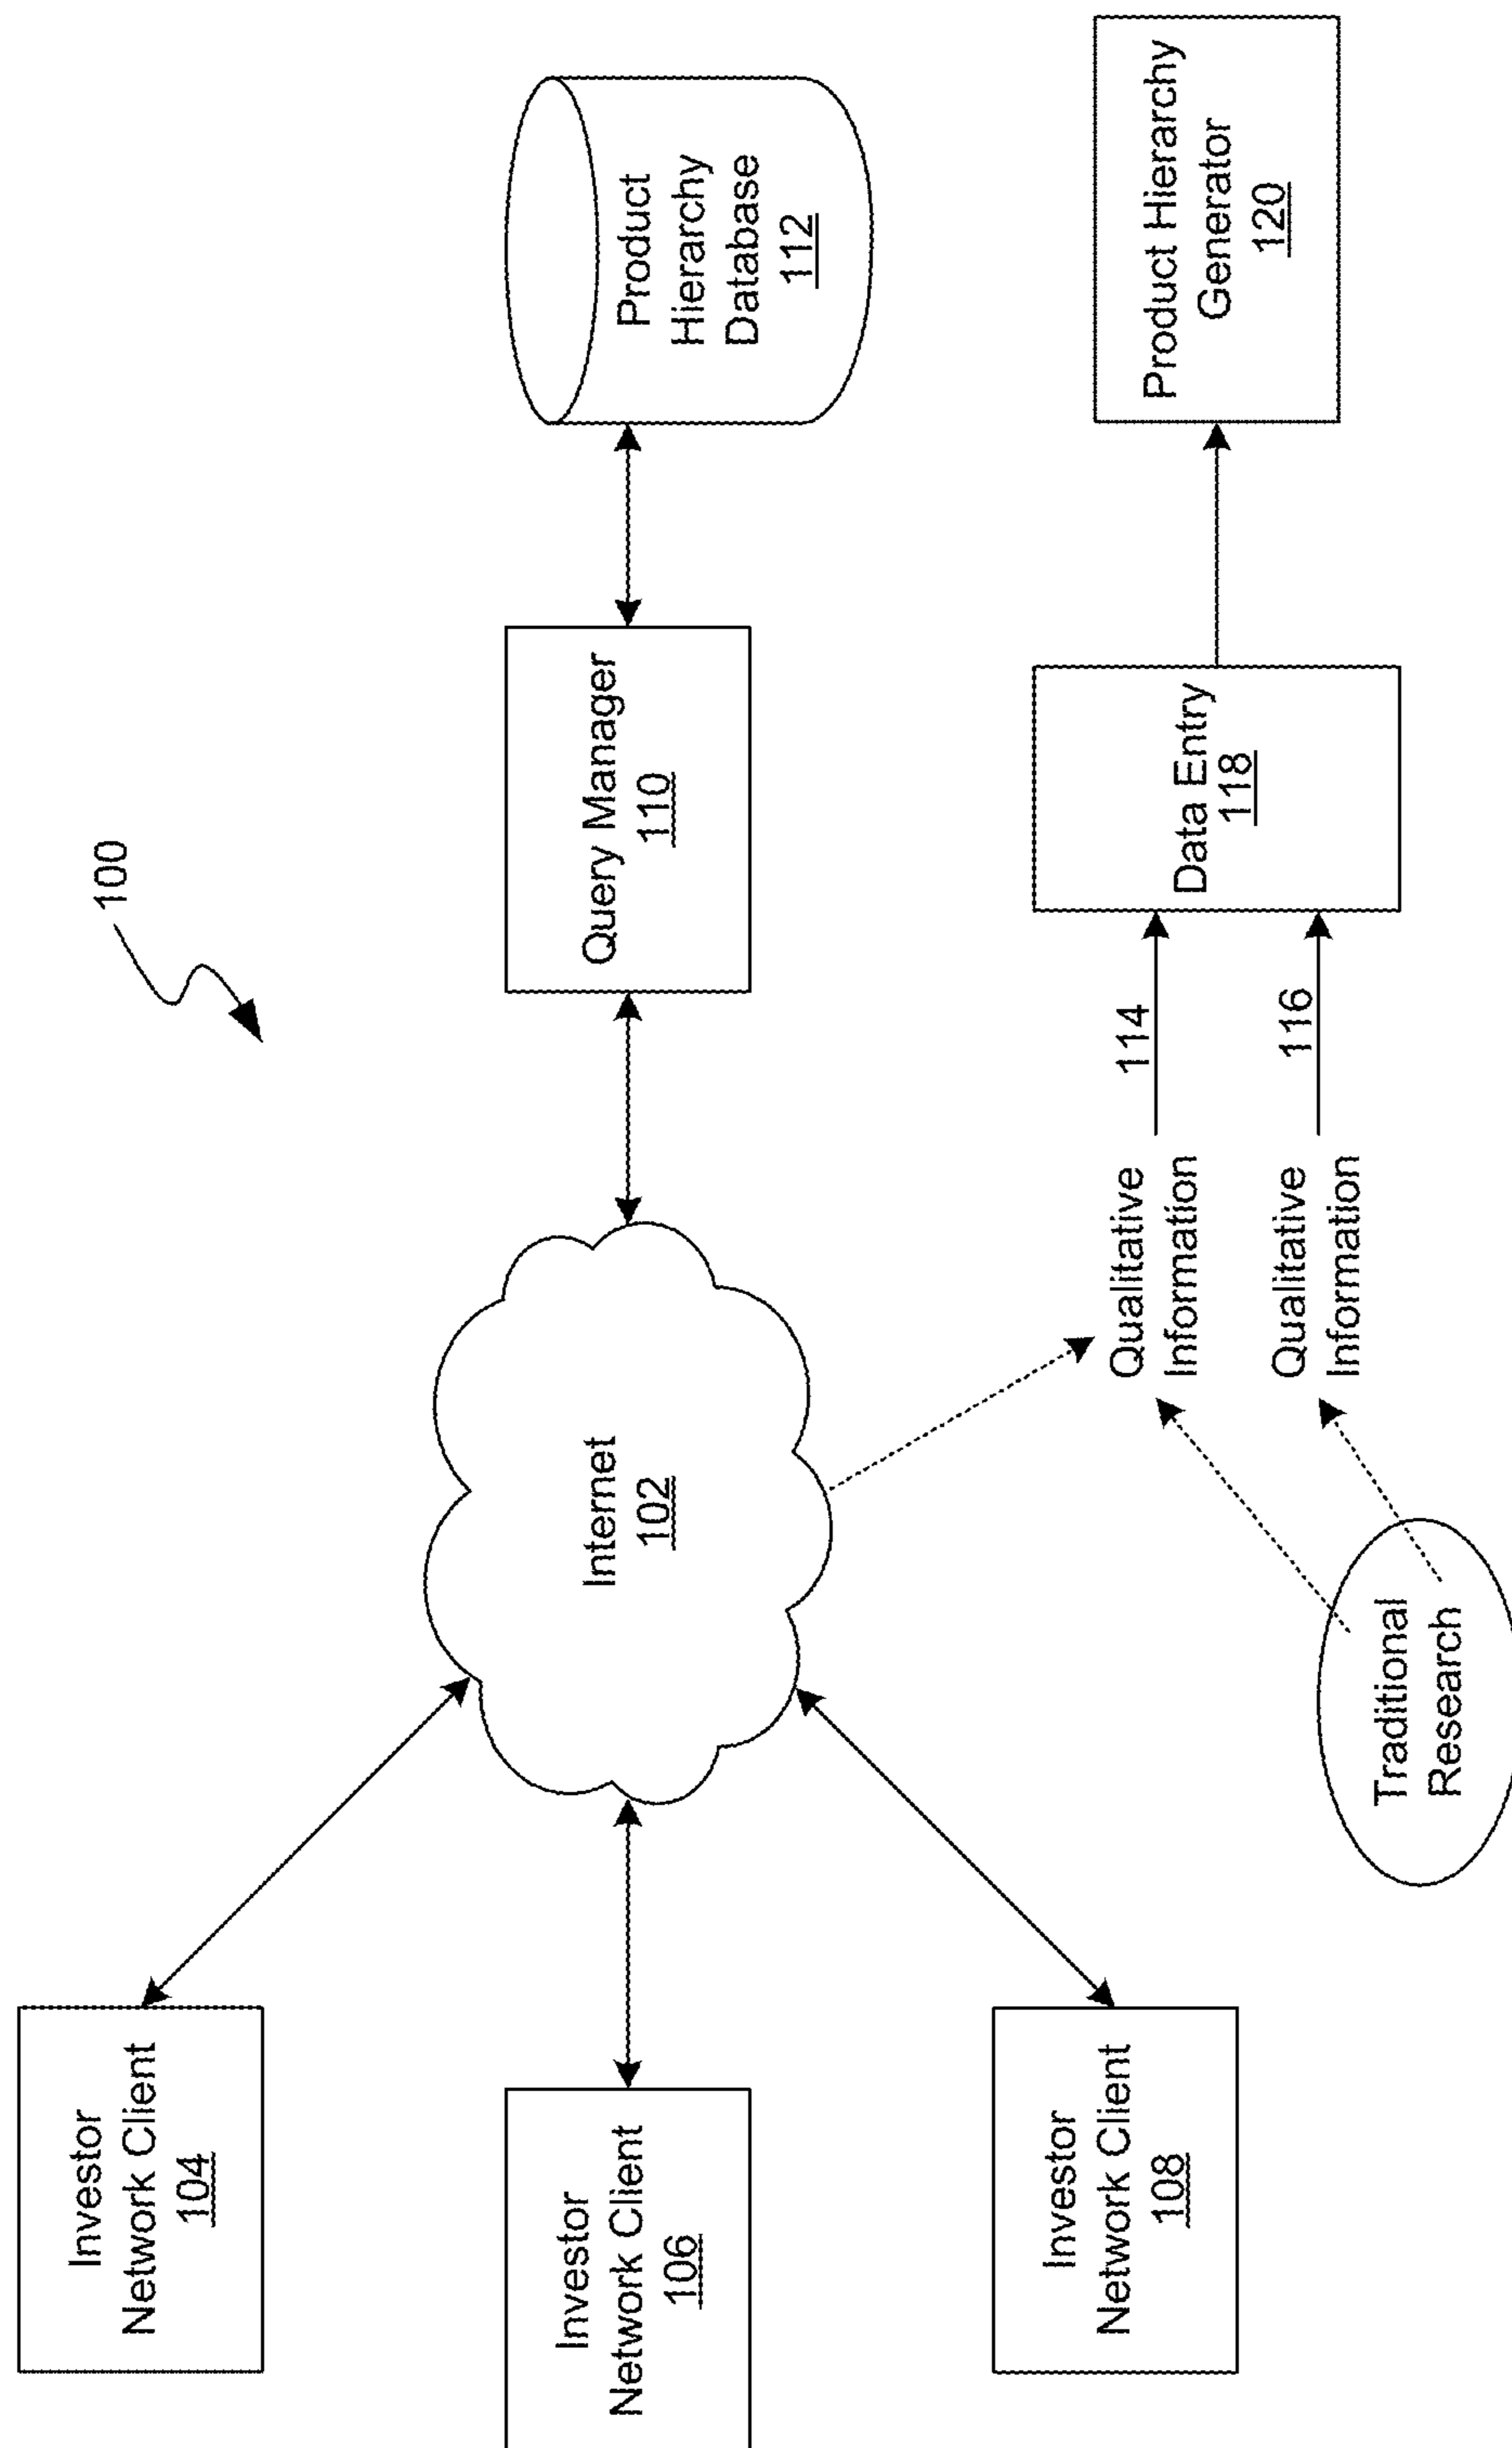 100
Investor
Network Client
104
Investor
Network Client
106
Investor
Network Client
108
Internet
102
Query Manager
110
Product
Hierarchy
Database
112
Traditional
Research
Qualitative
Information
114
Qualitative
Information
116
Data Entry
118
Product Hierarchy
Generator
120